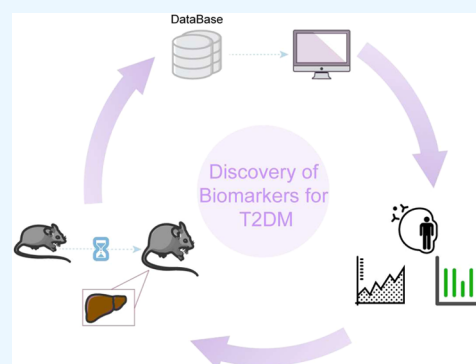 DataBase
Discovery of
Biomarkers for
T2DM